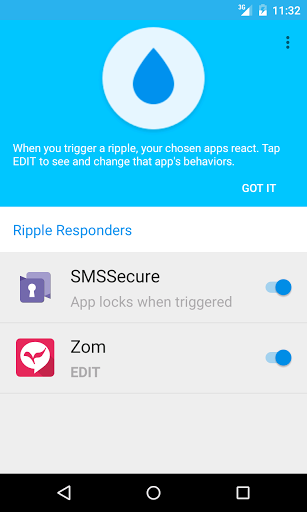 3G 11:32
When you trigger a ripple, your chosen apps react. Tap
EDIT to see and change that app's behaviors.
GOT IT
Ripple Responders
SMSSecure
App locks when triggered
Zom
EDIT